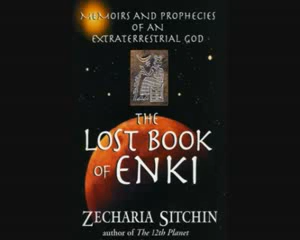 MEMOIRS AND PROPHECIES
OF AN
EXTRATERRESTRIAL GOD
THE
LOST BOOK
OF ENKI
ZECHARIA SITCHIN
author of The 12th Planet